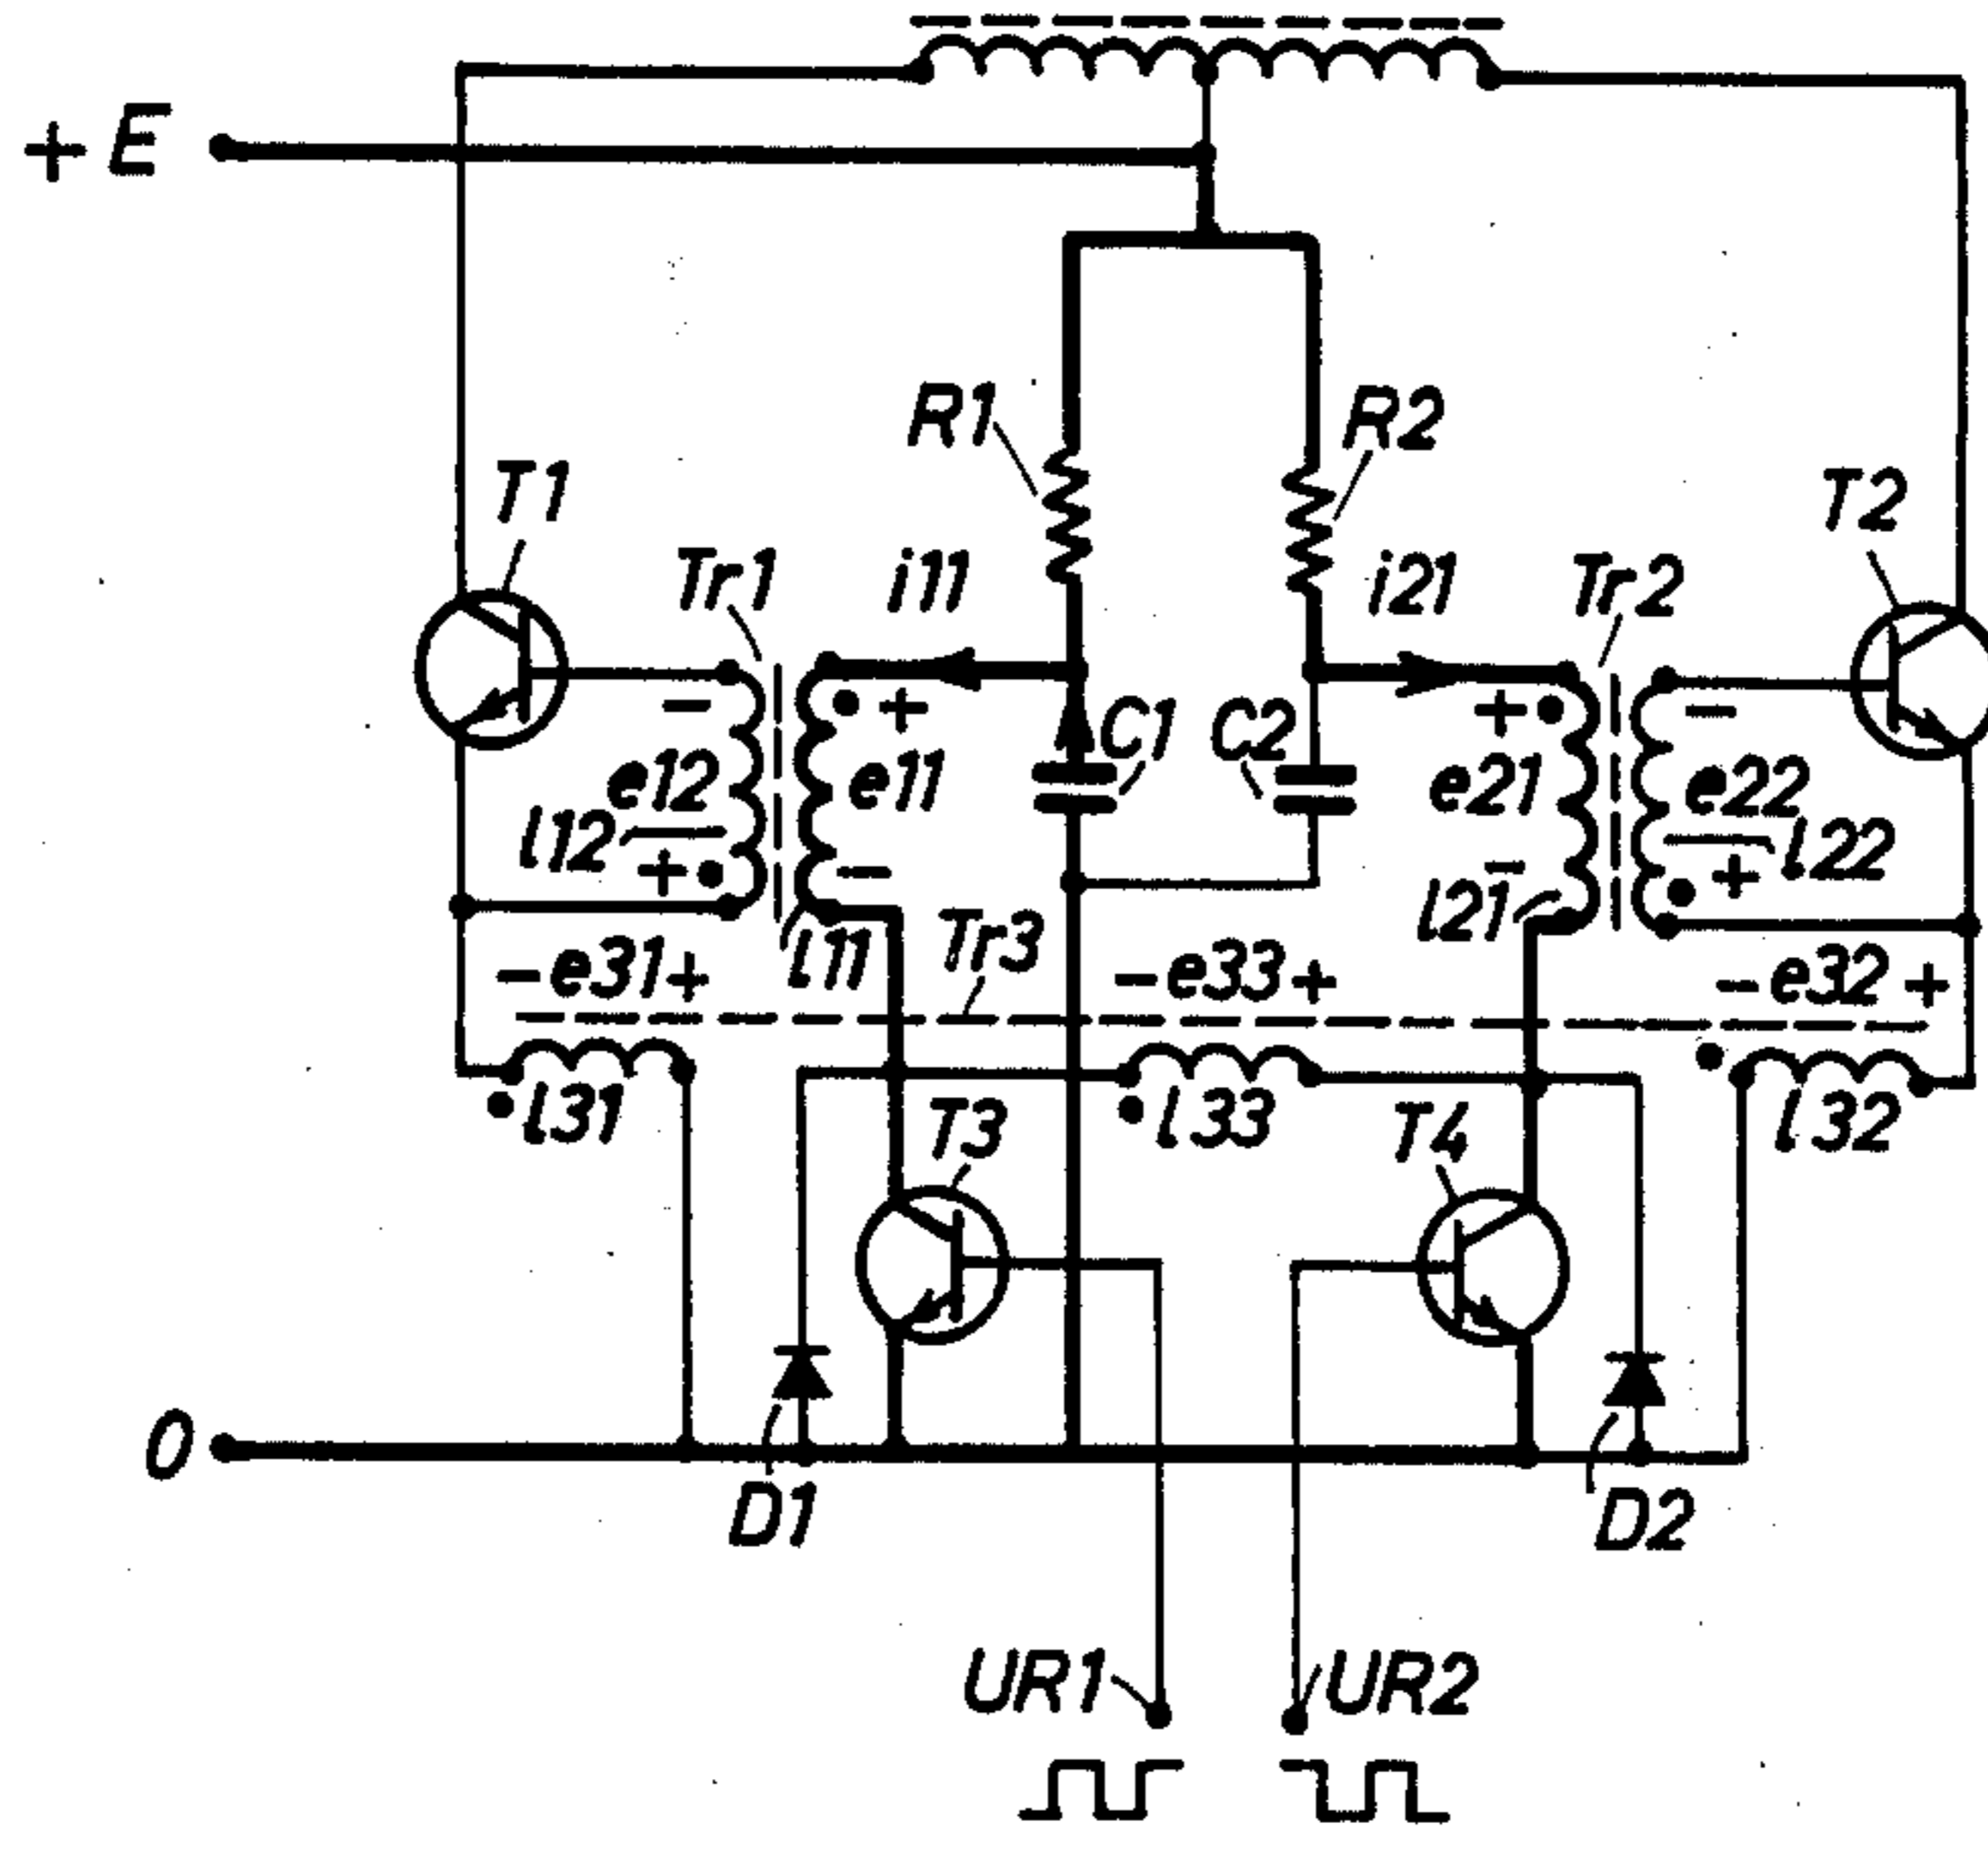 + E
R1
R2
T1
T2
Tr1
i11
i21
Tr2
− +
+ −
C1
C2
e12
e11
e21
e22
l12
l22
+ −
− +
l21
l11
Tr3
− e31 +
− e33 +
− e32 +
l31
l33
l32
T3
T4
0
D1
D2
UR1
UR2